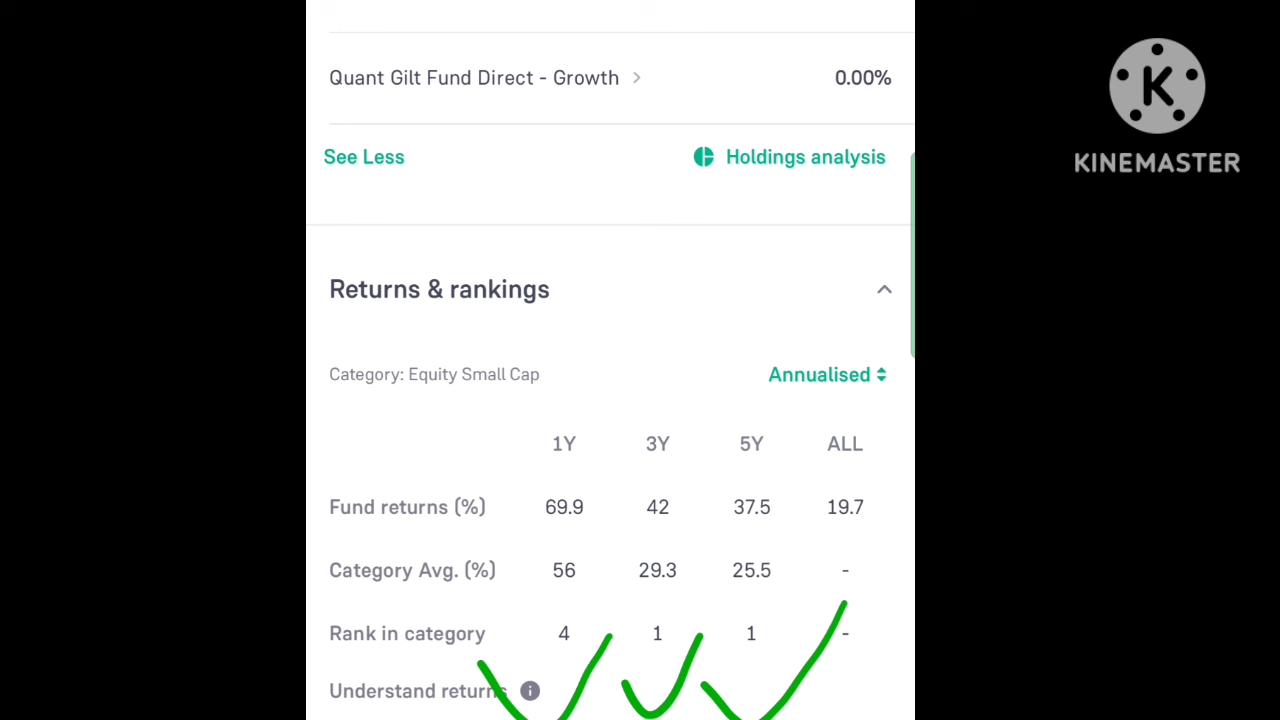 Quant Gilt Fund Direct - Growth > 0.00%
See Less Holdings analysis
K
KINEMASTER
Returns & rankings
Category: Equity Small Cap Annualised
1Y 3Y 5Y ALL
Fund returns (%) 69.9 42 37.5 19.7
Category Avg. (%) 56 29.3 25.5 -
Rank in category 4 1 1 -
Understand returns i